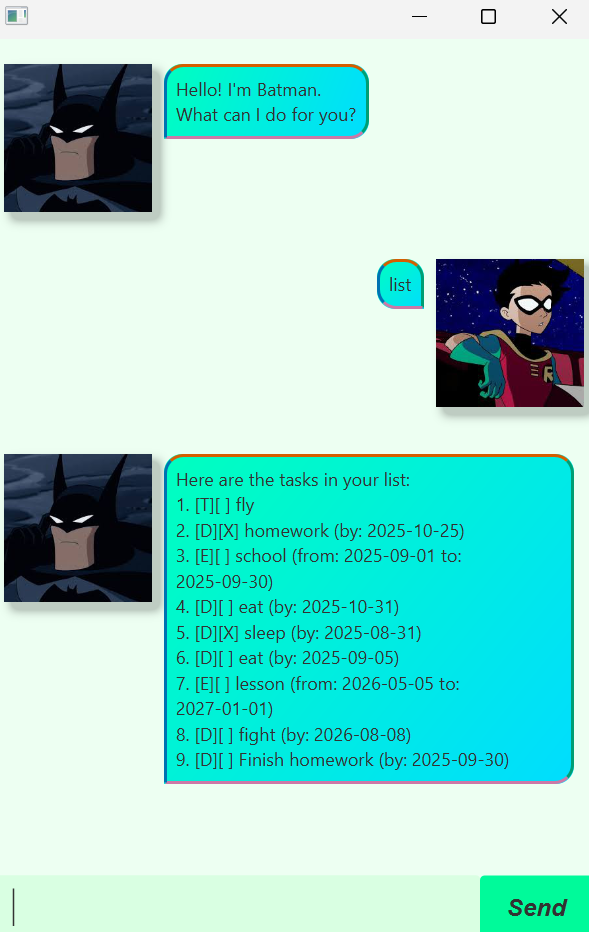 Hello! I'm Batman.
What can I do for you?
list
Here are the tasks in your list:
1. [T][ ] fly
2. [D][X] homework (by: 2025-10-25)
3. [E][ ] school (from: 2025-09-01 to:
2025-09-30)
4. [D][ ] eat (by: 2025-10-31)
5. [D][X] sleep (by: 2025-08-31)
6. [D][ ] eat (by: 2025-09-05)
7. [E][ ] lesson (from: 2026-05-05 to:
2027-01-01)
8. [D][ ] fight (by: 2026-08-08)
9. [D][ ] Finish homework (by: 2025-09-30)
Send